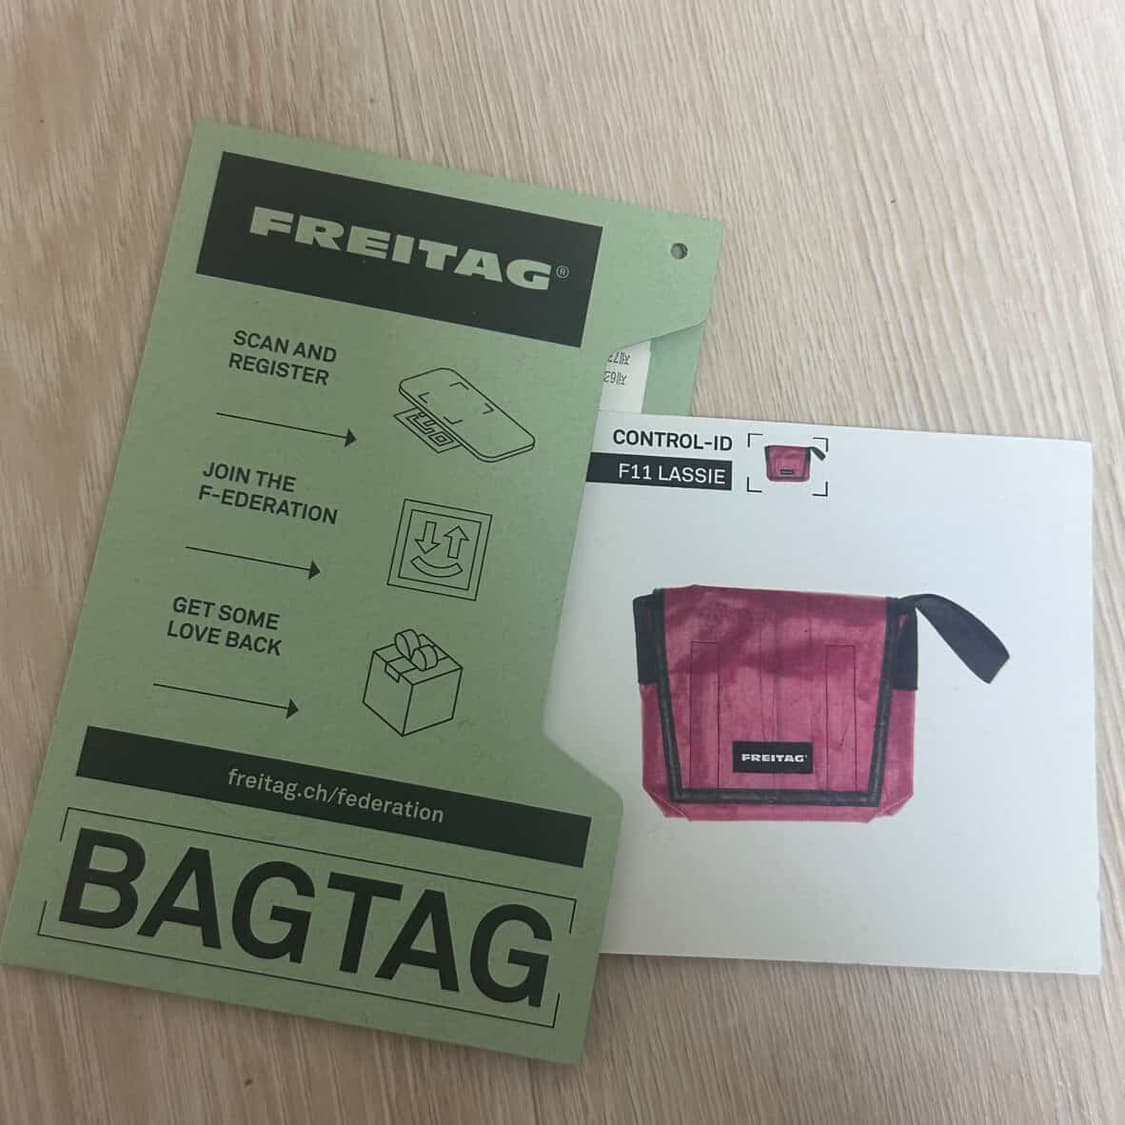 FREITAG®
SCAN AND
REGISTER
JOIN THE
F-EDERATION
GET SOME
LOVE BACK
freitag.ch/federation
BAGTAG
CONTROL-ID
F11 LASSIE
FREITAG®